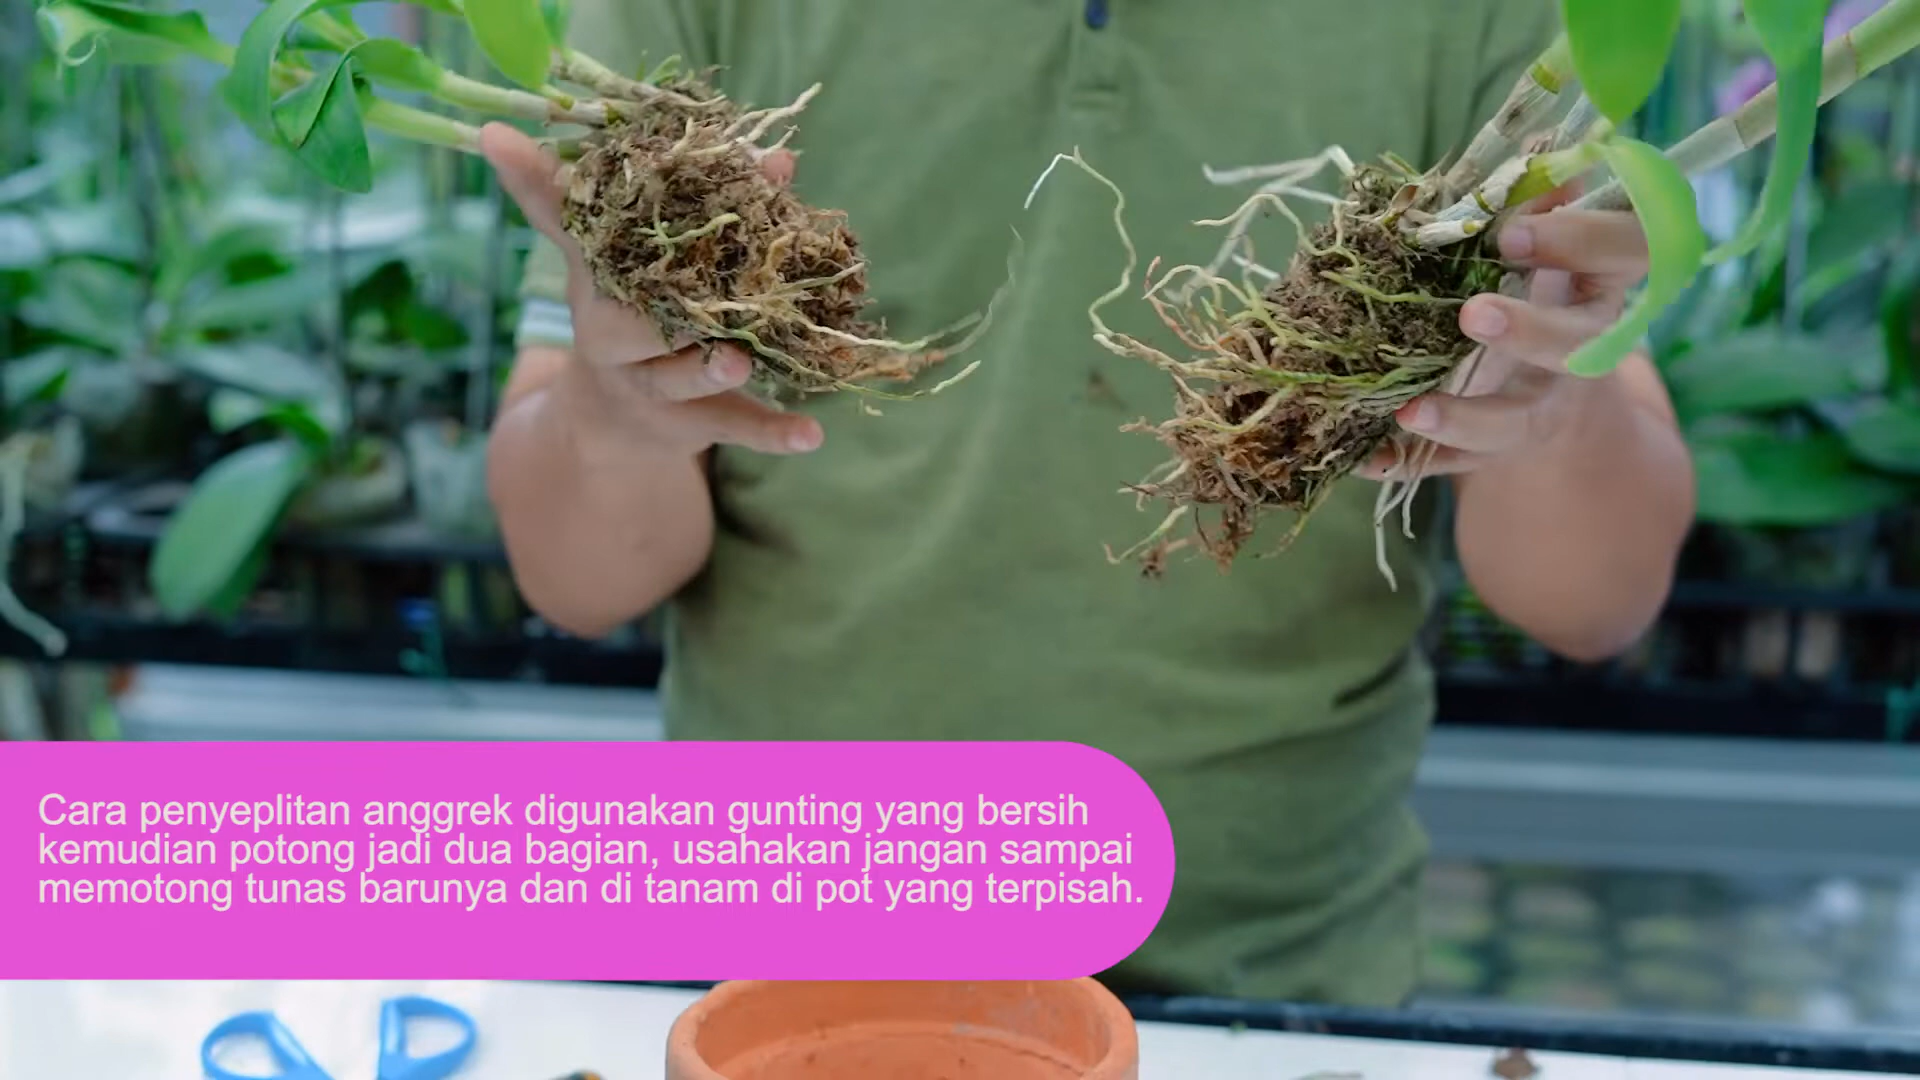 Cara penyeplitan anggrek digunakan gunting yang bersih
kemudian potong jadi dua bagian, usahakan jangan sampai
memotong tunas barunya dan di tanam di pot yang terpisah.